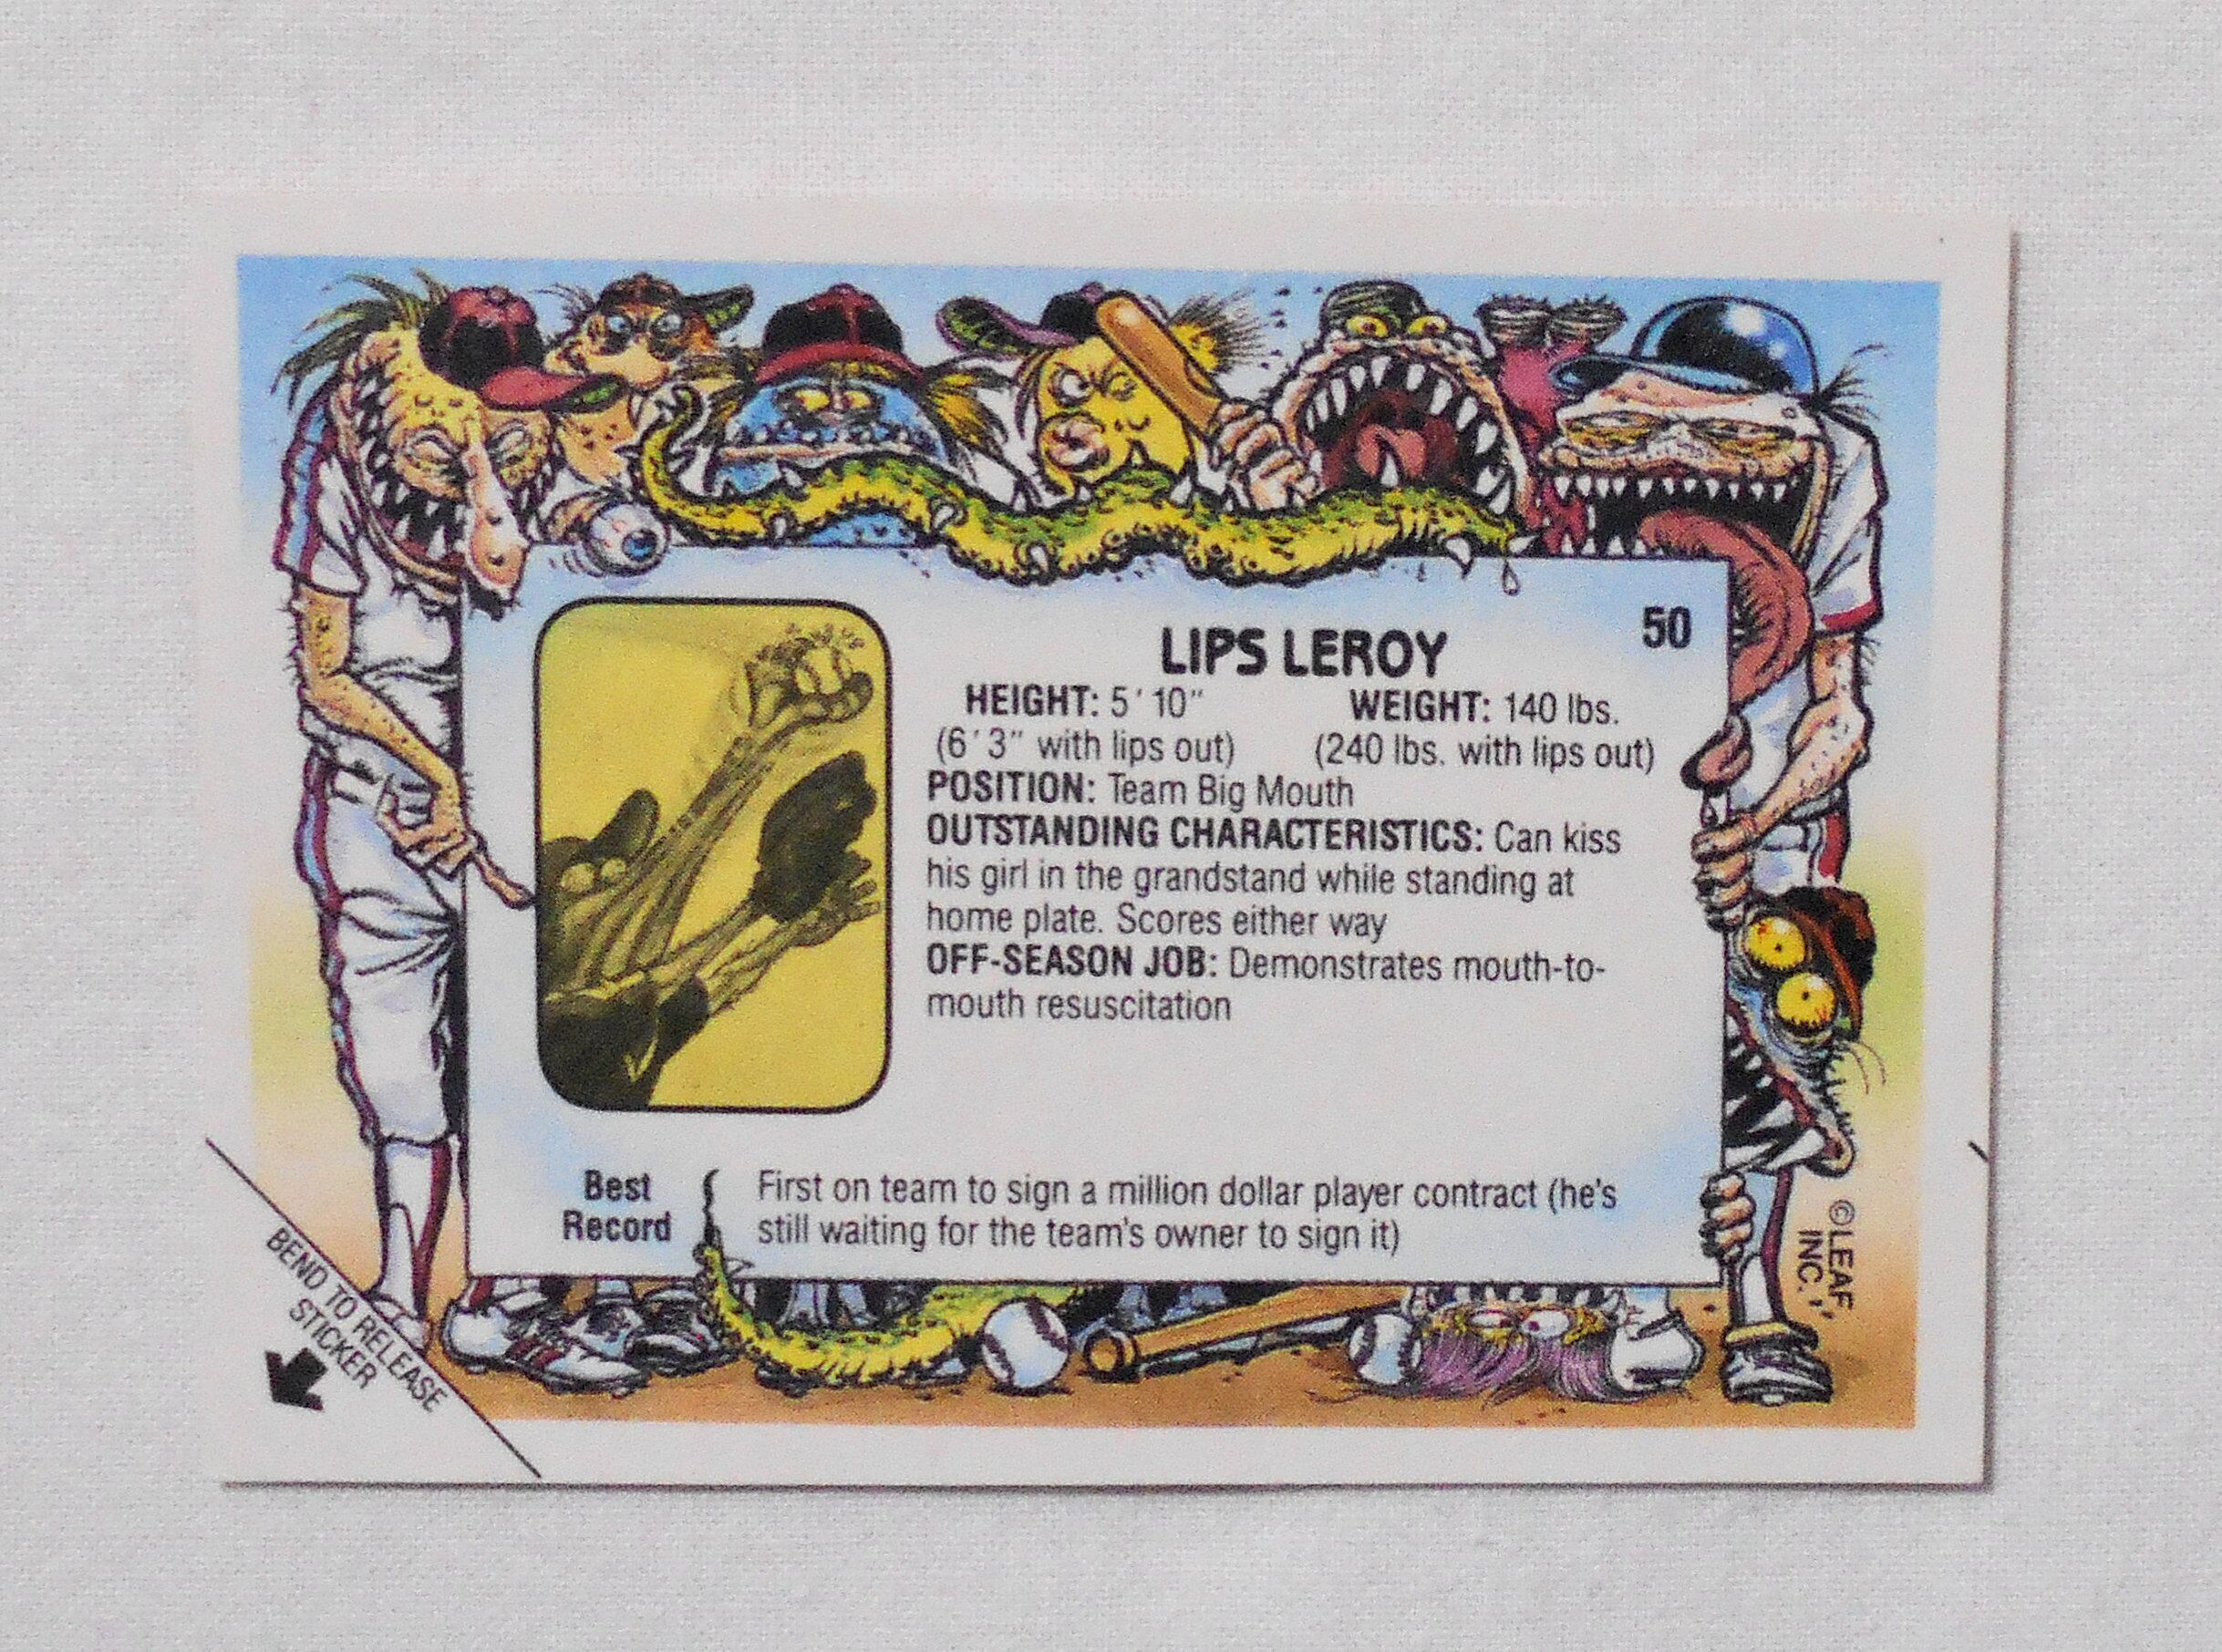 50
LIPS LEROY
HEIGHT: 5' 10" WEIGHT: 140 lbs.
(6' 3" with lips out) (240 lbs. with lips out)
POSITION: Team Big Mouth
OUTSTANDING CHARACTERISTICS: Can kiss
his girl in the grandstand while standing at
home plate. Scores either way
OFF-SEASON JOB: Demonstrates mouth-to-
mouth resuscitation
Best
Record
First on team to sign a million dollar player contract (he's
still waiting for the team's owner to sign it)
©LEAF
INC.
BEND TO RELEASE
STICKER